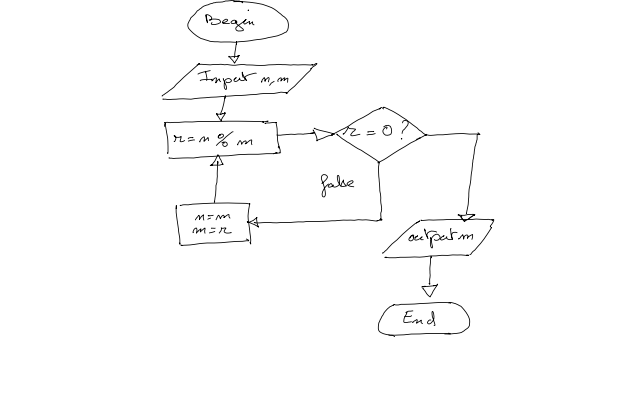 Begin
Input n, m
r = n % m
r = 0 ?
false
n = m
m = r
output m
End